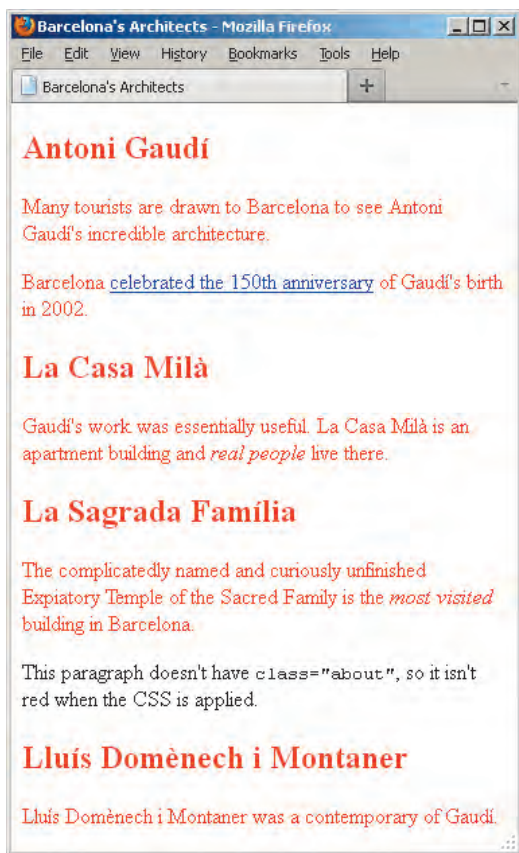 Barcelona's Architects - Mozilla Firefox
File Edit View History Bookmarks Tools Help
Barcelona's Architects
Antoni Gaudí
Many tourists are drawn to Barcelona to see Antoni
Gaudí's incredible architecture.
Barcelona celebrated the 150th anniversary of Gaudí's birth
in 2002.
La Casa Milà
Gaudí's work was essentially useful. La Casa Milà is an
apartment building and real people live there.
La Sagrada Família
The complicatedly named and curiously unfinished
Expiatory Temple of the Sacred Family is the most visited
building in Barcelona.
This paragraph doesn't have class="about", so it isn't
red when the CSS is applied.
Lluís Domènech i Montaner
Lluís Domènech i Montaner was a contemporary of Gaudí.